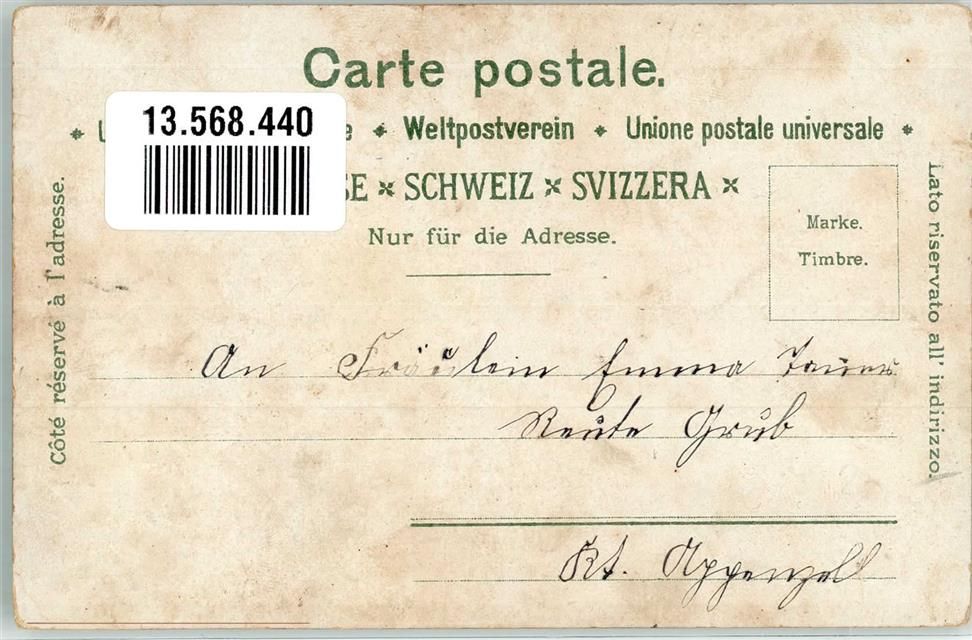 Carte postale.
13.568.440
Weltpostverein Unione postale universale
SCHWEIZ SVIZZERA
Nur für die Adresse.
Marke.
Timbre.
Côté réservé à l'adresse.
Lato riservato all' indirizzo.
An Fräulein Emma
Reute Grub
Kt. Appenzell